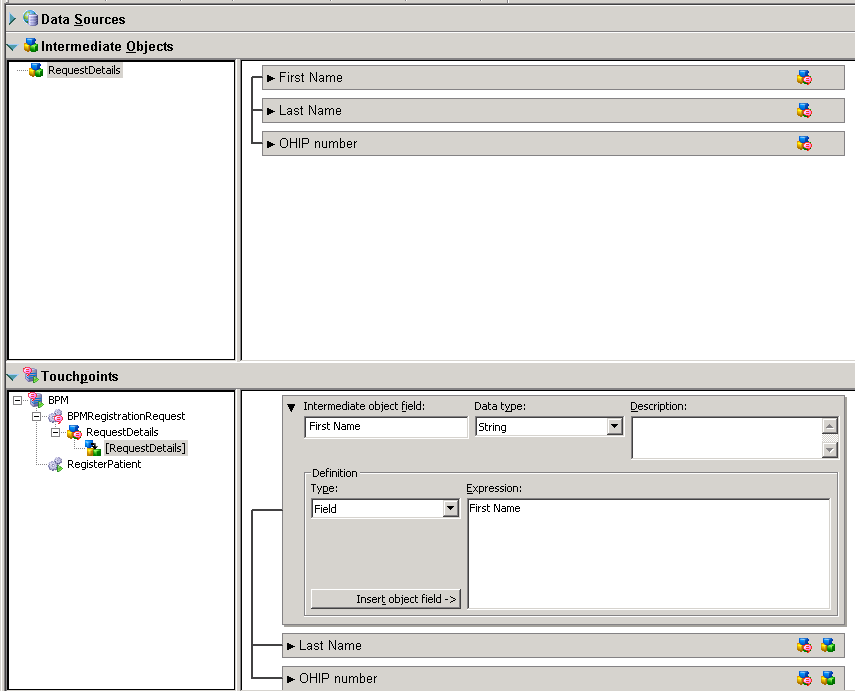 Data Sources
Intermediate Objects
RequestDetails
First Name
Last Name
OHIP number
Touchpoints
BPM
BPMRegistrationRequest
RequestDetails
[RequestDetails]
RegisterPatient
Intermediate object field:
Data type:
Description:
First Name
String
Definition
Type:
Expression:
Field
First Name
Insert object field ->
Last Name
OHIP number